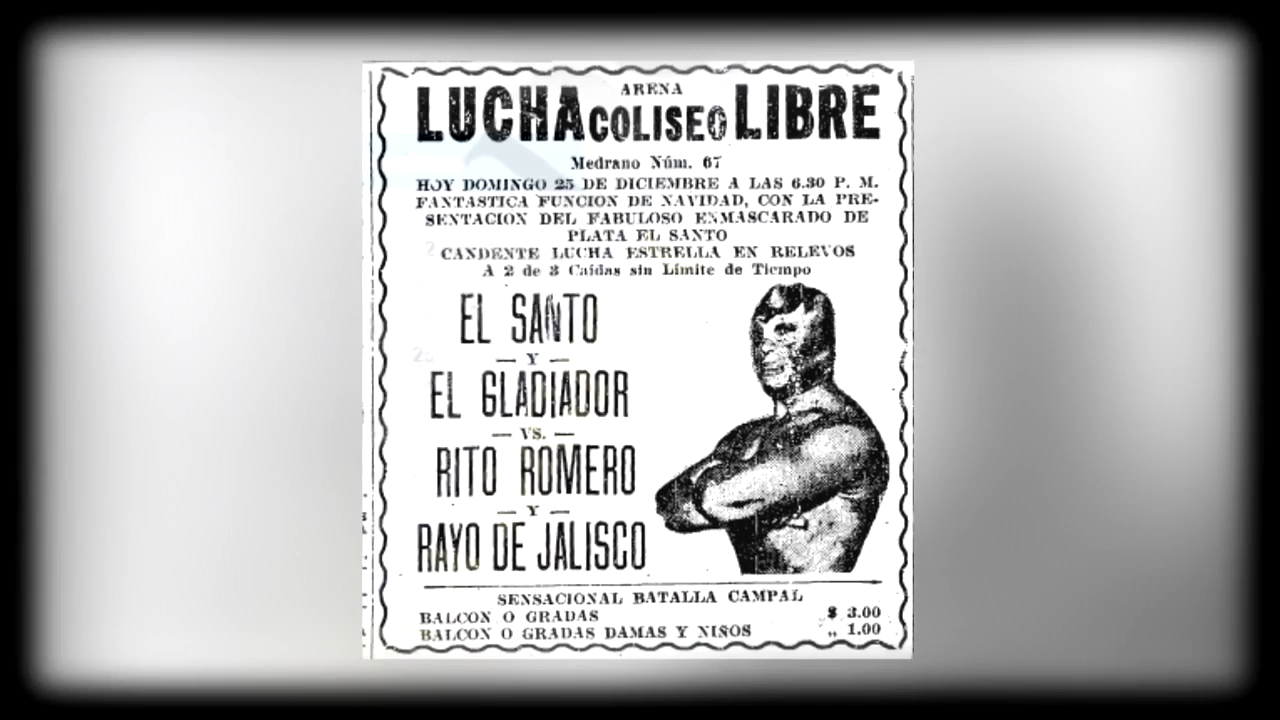 ARENA
LUCHA COLISEO LIBRE
Medrano Núm. 67
HOY DOMINGO 25 DE DICIEMBRE A LAS 6.30 P. M.
FANTASTICA FUNCION DE NAVIDAD, CON LA PRE-
SENTACION DEL FABULOSO ENMASCARADO DE
PLATA EL SANTO
CANDENTE LUCHA ESTRELLA EN RELEVOS
A 2 de 3 Caídas sin Límite de Tiempo
EL SANTO
— Y —
EL GLADIADOR
— VS. —
RITO ROMERO
— Y —
RAYO DE JALISCO
SENSACIONAL BATALLA CAMPAL
BALCON O GRADAS $ 3.00
BALCON O GRADAS DAMAS Y NIÑOS ,, 1.00